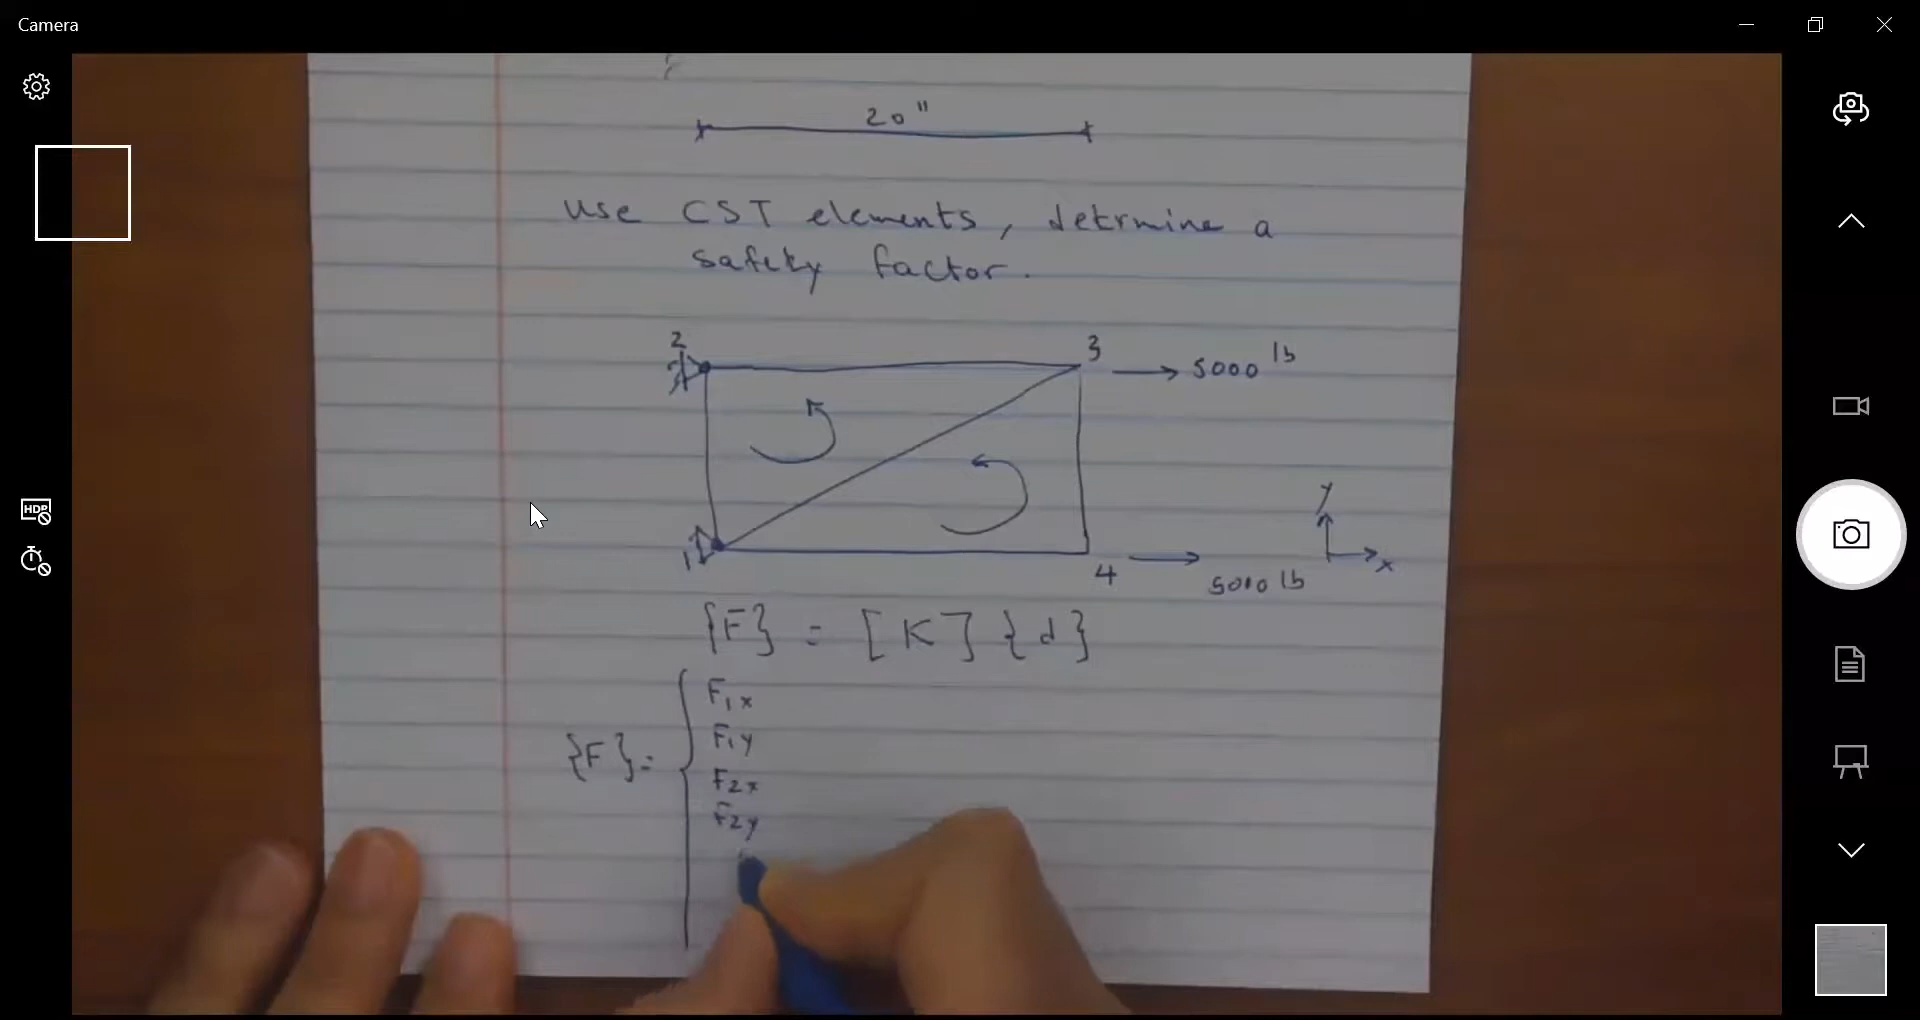 Camera
20"
Use CST elements, detrmine a
safety factor.
2
3
5000 lb
1
4
5000 lb
y
x
{F} = [K] {d}
{F} =
F1x
F1y
F2x
F2y